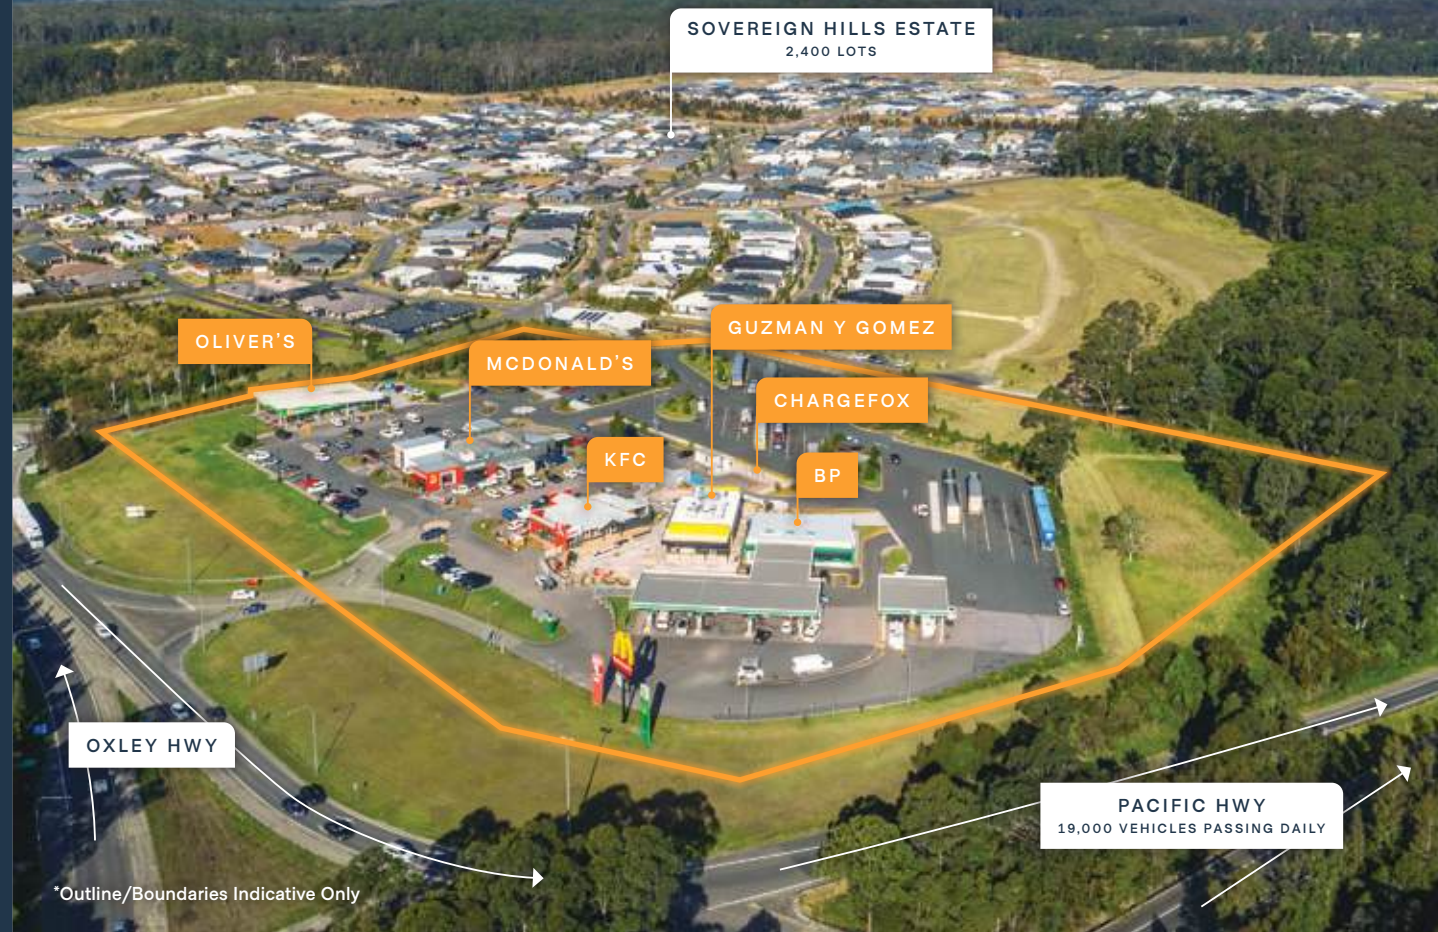 SOVEREIGN HILLS ESTATE
2,400 LOTS
OLIVER'S
MCDONALD'S
GUZMAN Y GOMEZ
CHARGEFOX
KFC
BP
OXLEY HWY
PACIFIC HWY
19,000 VEHICLES PASSING DAILY
*Outline/Boundaries Indicative Only